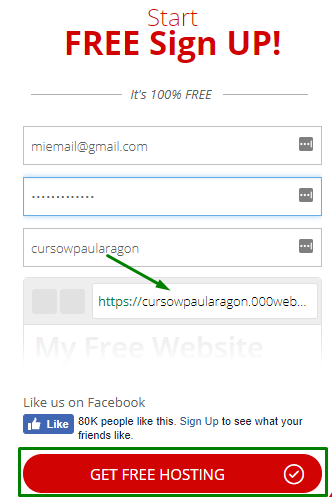 Start
FREE Sign UP!
It's 100% FREE
miemail@gmail.com
•••••••••••••
cursowpaularagon
https://cursowpaularagon.000web...
My Free Website
Like us on Facebook
Like
80K people like this. Sign Up to see what your
friends like.
GET FREE HOSTING